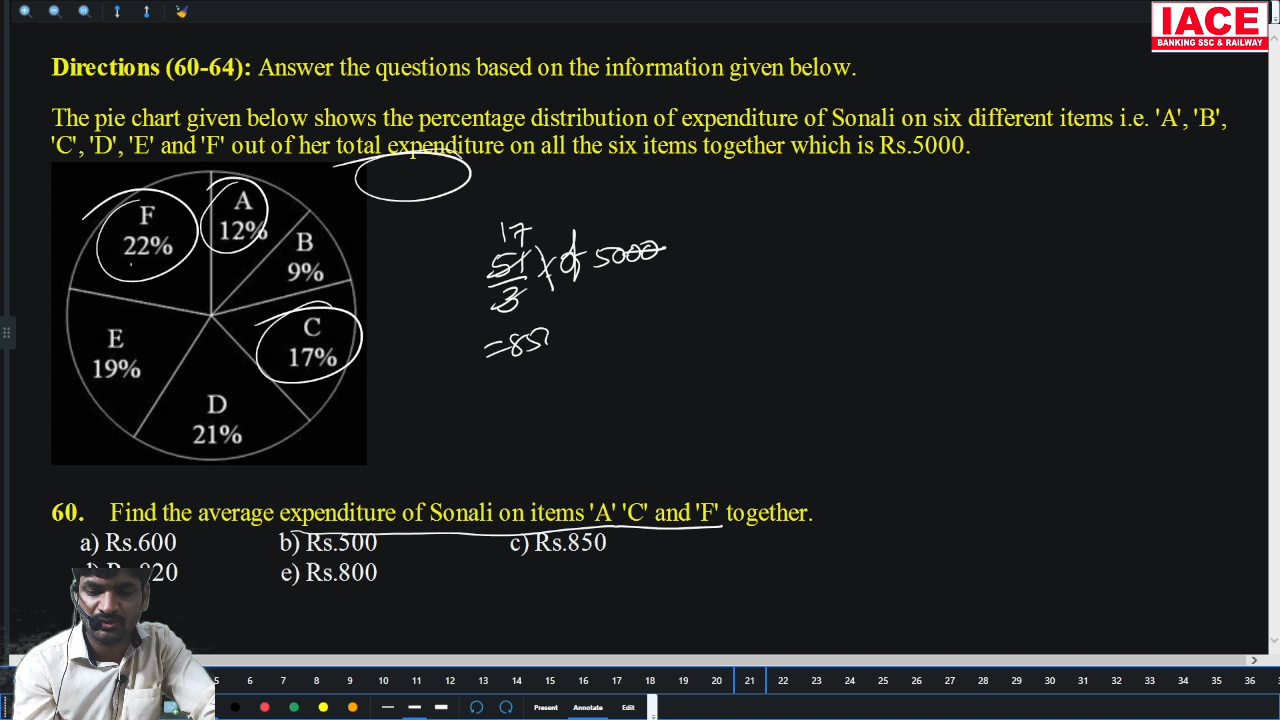 IACE
BANKING SSC & RAILWAY
Directions (60-64): Answer the questions based on the information given below.
The pie chart given below shows the percentage distribution of expenditure of Sonali on six different items i.e. 'A', 'B',
'C', 'D', 'E' and 'F' out of her total expenditure on all the six items together which is Rs.5000.
F
22%
A
12%
B
9%
C
17%
D
21%
E
19%
17
51
3
of 5000
=850
60. Find the average expenditure of Sonali on items 'A' 'C' and 'F' together.
a) Rs.600 b) Rs.500 c) Rs.850
20 e) Rs.800
5 6 7 8 9 10 11 12 13 14 15 16 17 18 19 20 21 22 23 24 25 26 27 28 29 30 31 32 33 34 35 36
Present Annotate Edit